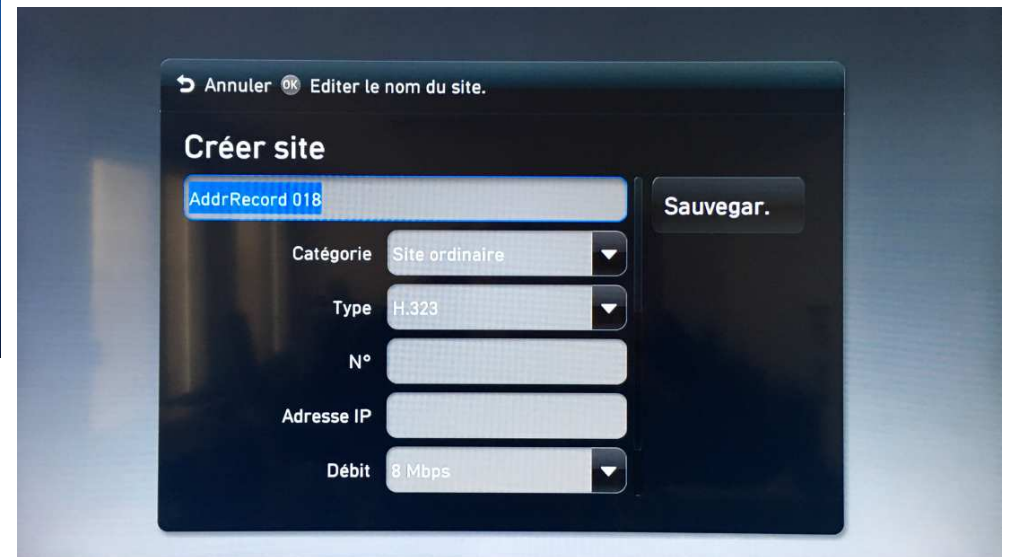 Annuler OK Editer le nom du site.
Créer site
AddrRecord 018
Sauvegar.
Catégorie Site ordinaire
Type H.323
N°
Adresse IP
Débit 8 Mbps